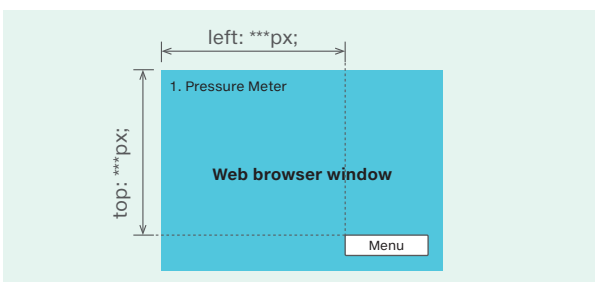 left: ***px;
1. Pressure Meter
top: ***px;
Web browser window
Menu